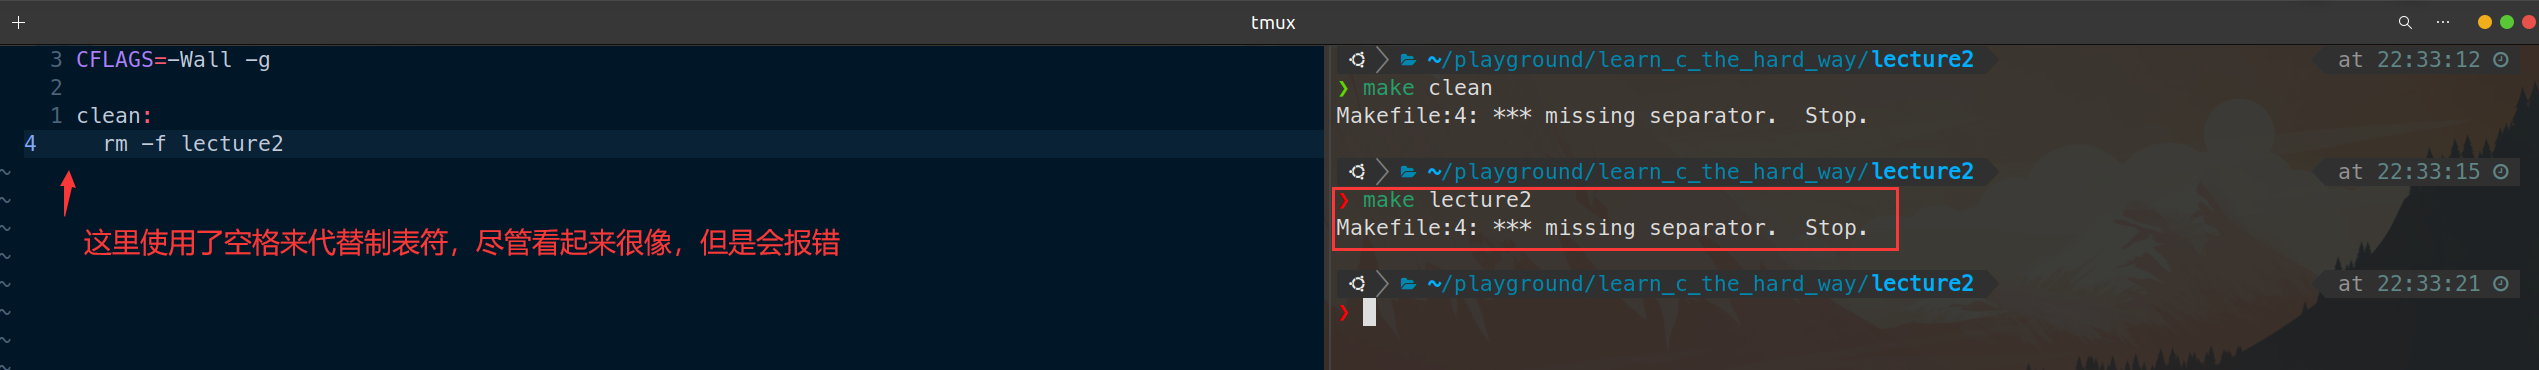 tmux
3 CFLAGS=-Wall -g
2
1 clean:
4 rm -f lecture2
~
~
~
~
~
~
~
~
这里使用了空格来代替制表符，尽管看起来很像，但是会报错
~/playground/learn_c_the_hard_way/lecture2 at 22:33:12
❯ make clean
Makefile:4: *** missing separator.  Stop.
~/playground/learn_c_the_hard_way/lecture2 at 22:33:15
❯ make lecture2
Makefile:4: *** missing separator.  Stop.
~/playground/learn_c_the_hard_way/lecture2 at 22:33:21
❯